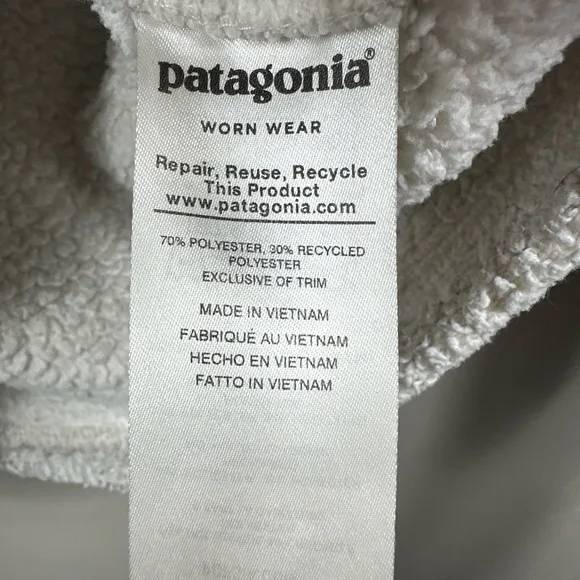 patagonia®
WORN WEAR
Repair, Reuse, Recycle
This Product
www.patagonia.com
70% POLYESTER, 30% RECYCLED
POLYESTER
EXCLUSIVE OF TRIM
MADE IN VIETNAM
FABRIQUÉ AU VIETNAM
HECHO EN VIETNAM
FATTO IN VIETNAM